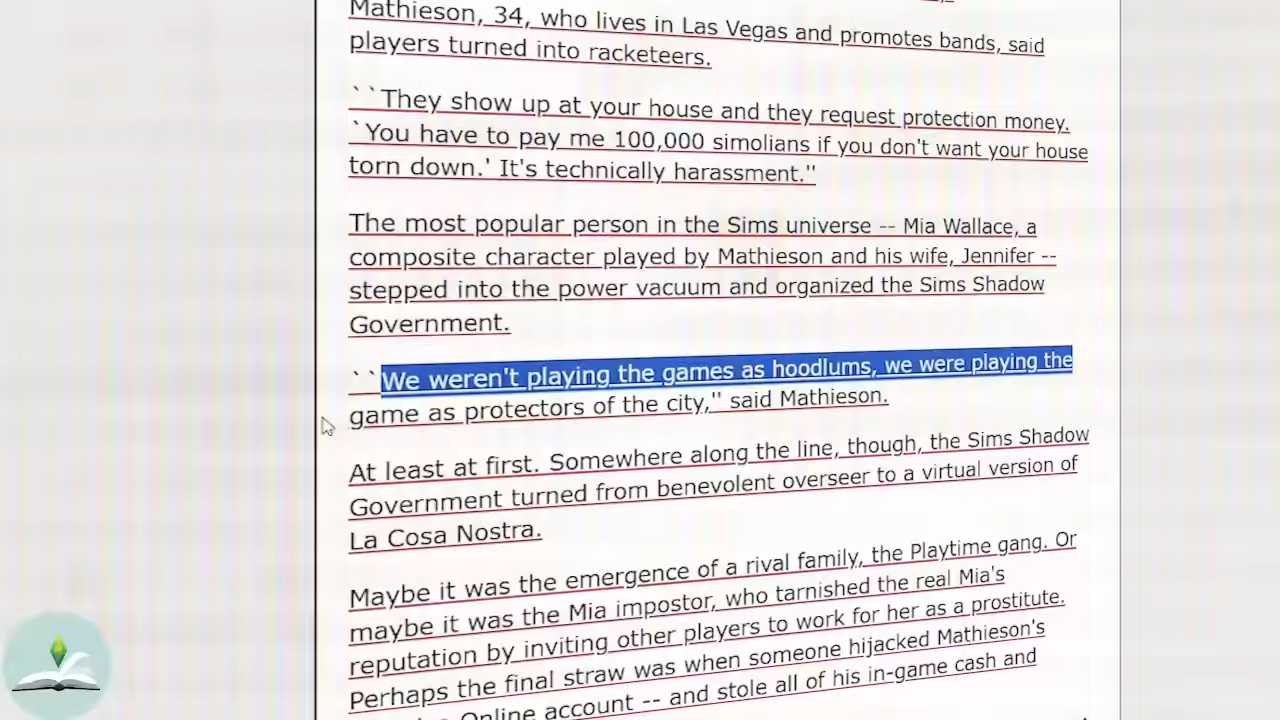 Mathieson, 34, who lives in Las Vegas and promotes bands, said
players turned into racketeers.
``They show up at your house and they request protection money.
`You have to pay me 100,000 simolians if you don't want your house
torn down.' It's technically harassment.''
The most popular person in the Sims universe -- Mia Wallace, a
composite character played by Mathieson and his wife, Jennifer --
stepped into the power vacuum and organized the Sims Shadow
Government.
``We weren't playing the games as hoodlums, we were playing the
game as protectors of the city,'' said Mathieson.
At least at first. Somewhere along the line, though, the Sims Shadow
Government turned from benevolent overseer to a virtual version of
La Cosa Nostra.
Maybe it was the emergence of a rival family, the Playtime gang. Or
maybe it was the Mia impostor, who tarnished the real Mia's
reputation by inviting other players to work for her as a prostitute.
Perhaps the final straw was when someone hijacked Mathieson's
Online account -- and stole all of his in-game cash and